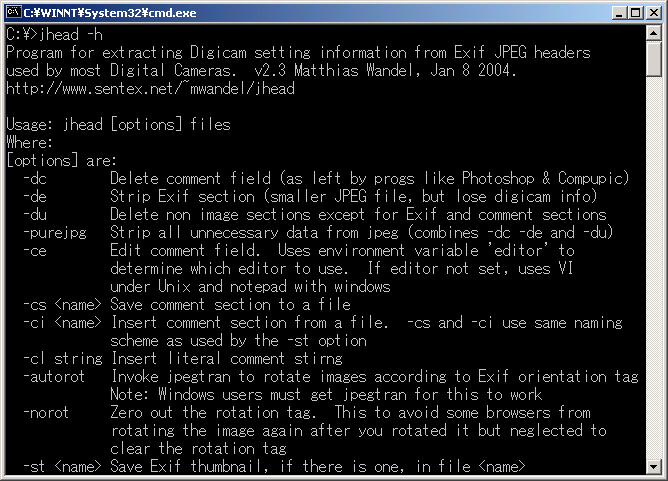 C:¥WINNT¥System32¥cmd.exe
C:¥>jhead -h
Program for extracting Digicam setting information from Exif JPEG headers
used by most Digital Cameras.  v2.3 Matthias Wandel, Jan 8 2004.
http://www.sentex.net/~mwandel/jhead

Usage: jhead [options] files
Where:
[options] are:
  -dc       Delete comment field (as left by progs like Photoshop & Compupic)
  -de       Strip Exif section (smaller JPEG file, but lose digicam info)
  -du       Delete non image sections except for Exif and comment sections
  -purejpg  Strip all unnecessary data from jpeg (combines -dc -de and -du)
  -ce       Edit comment field.  Uses environment variable 'editor' to
            determine which editor to use.  If editor not set, uses VI
            under Unix and notepad with windows
  -cs <name> Save comment section to a file
  -ci <name> Insert comment section from a file.  -cs and -ci use same naming
            scheme as used by the -st option
  -cl string Insert literal comment stirng
  -autorot  Invoke jpegtran to rotate images according to Exif orientation tag
            Note: Windows users must get jpegtran for this to work
  -norot    Zero out the rotation tag.  This to avoid some browsers from
            rotating the image again after you rotated it but neglected to
            clear the rotation tag
  -st <name> Save Exif thumbnail, if there is one, in file <name>